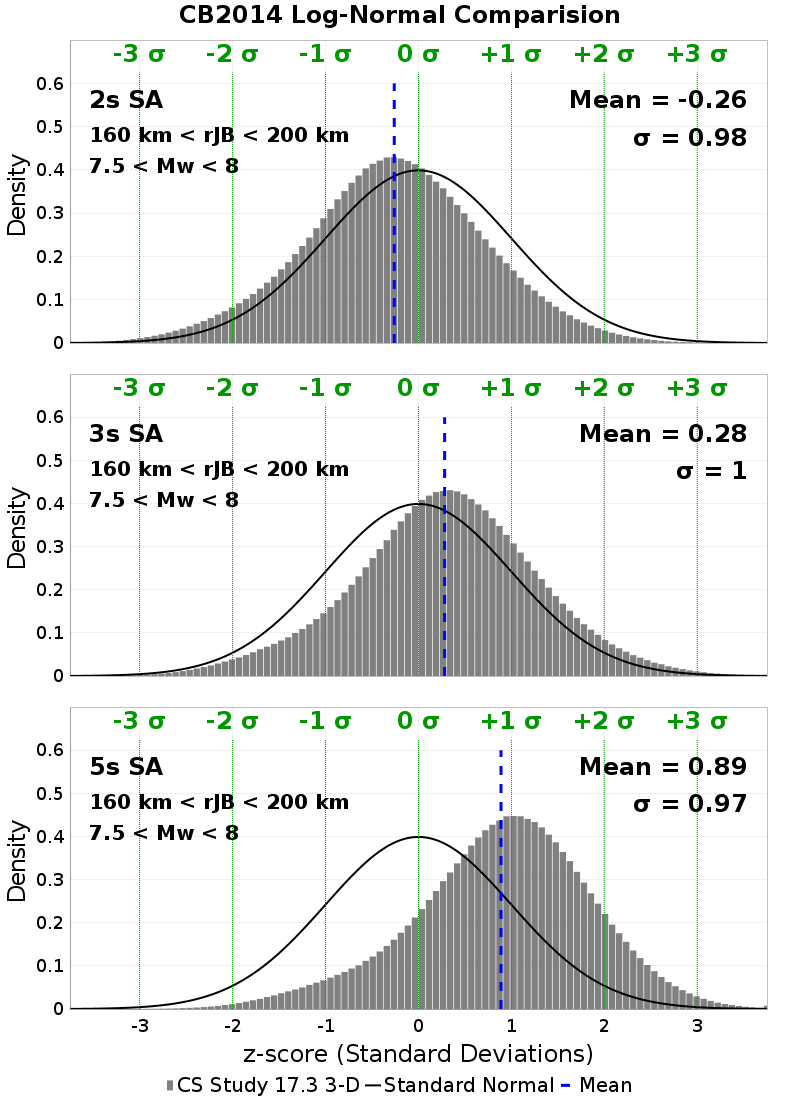 CB2014 Log-Normal Comparision
-3 σ -2 σ -1 σ 0 σ +1 σ +2 σ +3 σ
2s SA Mean = -0.26
160 km < rJB < 200 km σ = 0.98
7.5 < Mw < 8
0.6
0.5
0.4
0.3
0.2
0.1
0
Density
-3 σ -2 σ -1 σ 0 σ +1 σ +2 σ +3 σ
3s SA Mean = 0.28
160 km < rJB < 200 km σ = 1
7.5 < Mw < 8
0.6
0.5
0.4
0.3
0.2
0.1
0
Density
-3 σ -2 σ -1 σ 0 σ +1 σ +2 σ +3 σ
5s SA Mean = 0.89
160 km < rJB < 200 km σ = 0.97
7.5 < Mw < 8
0.6
0.5
0.4
0.3
0.2
0.1
0
Density
-3 -2 -1 0 1 2 3
z-score (Standard Deviations)
CS Study 17.3 3-D Standard Normal Mean